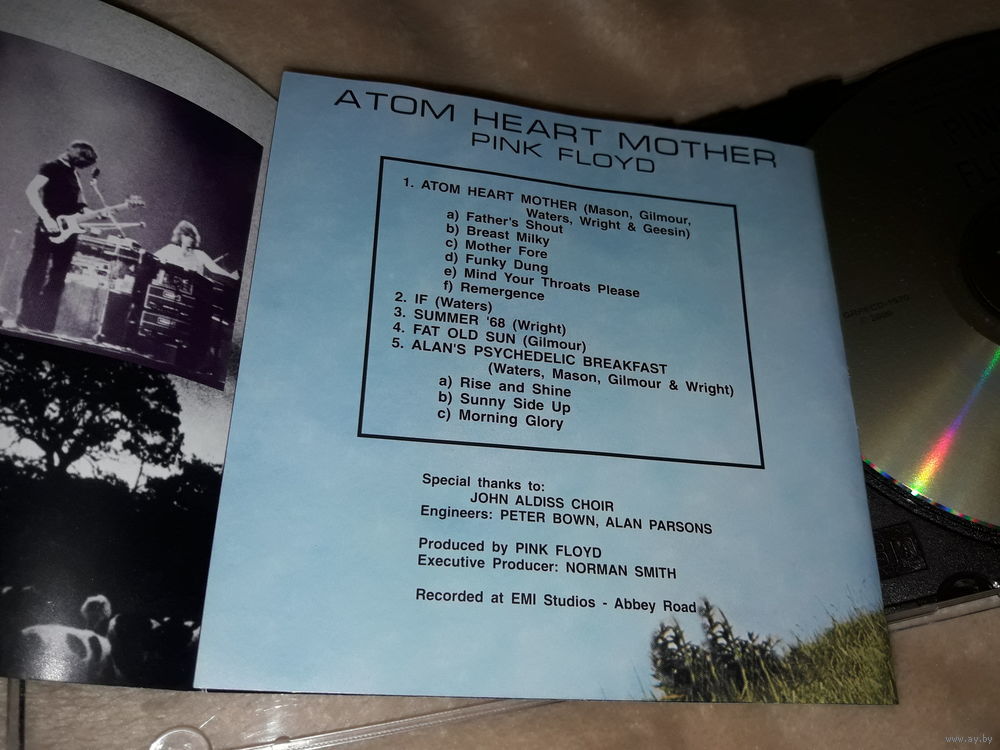 ATOM HEART MOTHER
PINK FLOYD
1. ATOM HEART MOTHER (Mason, Gilmour,
Waters, Wright & Geesin)
a) Father's Shout
b) Breast Milky
c) Mother Fore
d) Funky Dung
e) Mind Your Throats Please
f) Remergence
2. IF (Waters)
3. SUMMER '68 (Wright)
4. FAT OLD SUN (Gilmour)
5. ALAN'S PSYCHEDELIC BREAKFAST
(Waters, Mason, Gilmour & Wright)
a) Rise and Shine
b) Sunny Side Up
c) Morning Glory
Special thanks to:
JOHN ALDISS CHOIR
Engineers: PETER BOWN, ALAN PARSONS
Produced by PINK FLOYD
Executive Producer: NORMAN SMITH
Recorded at EMI Studios - Abbey Road
www.ay.by